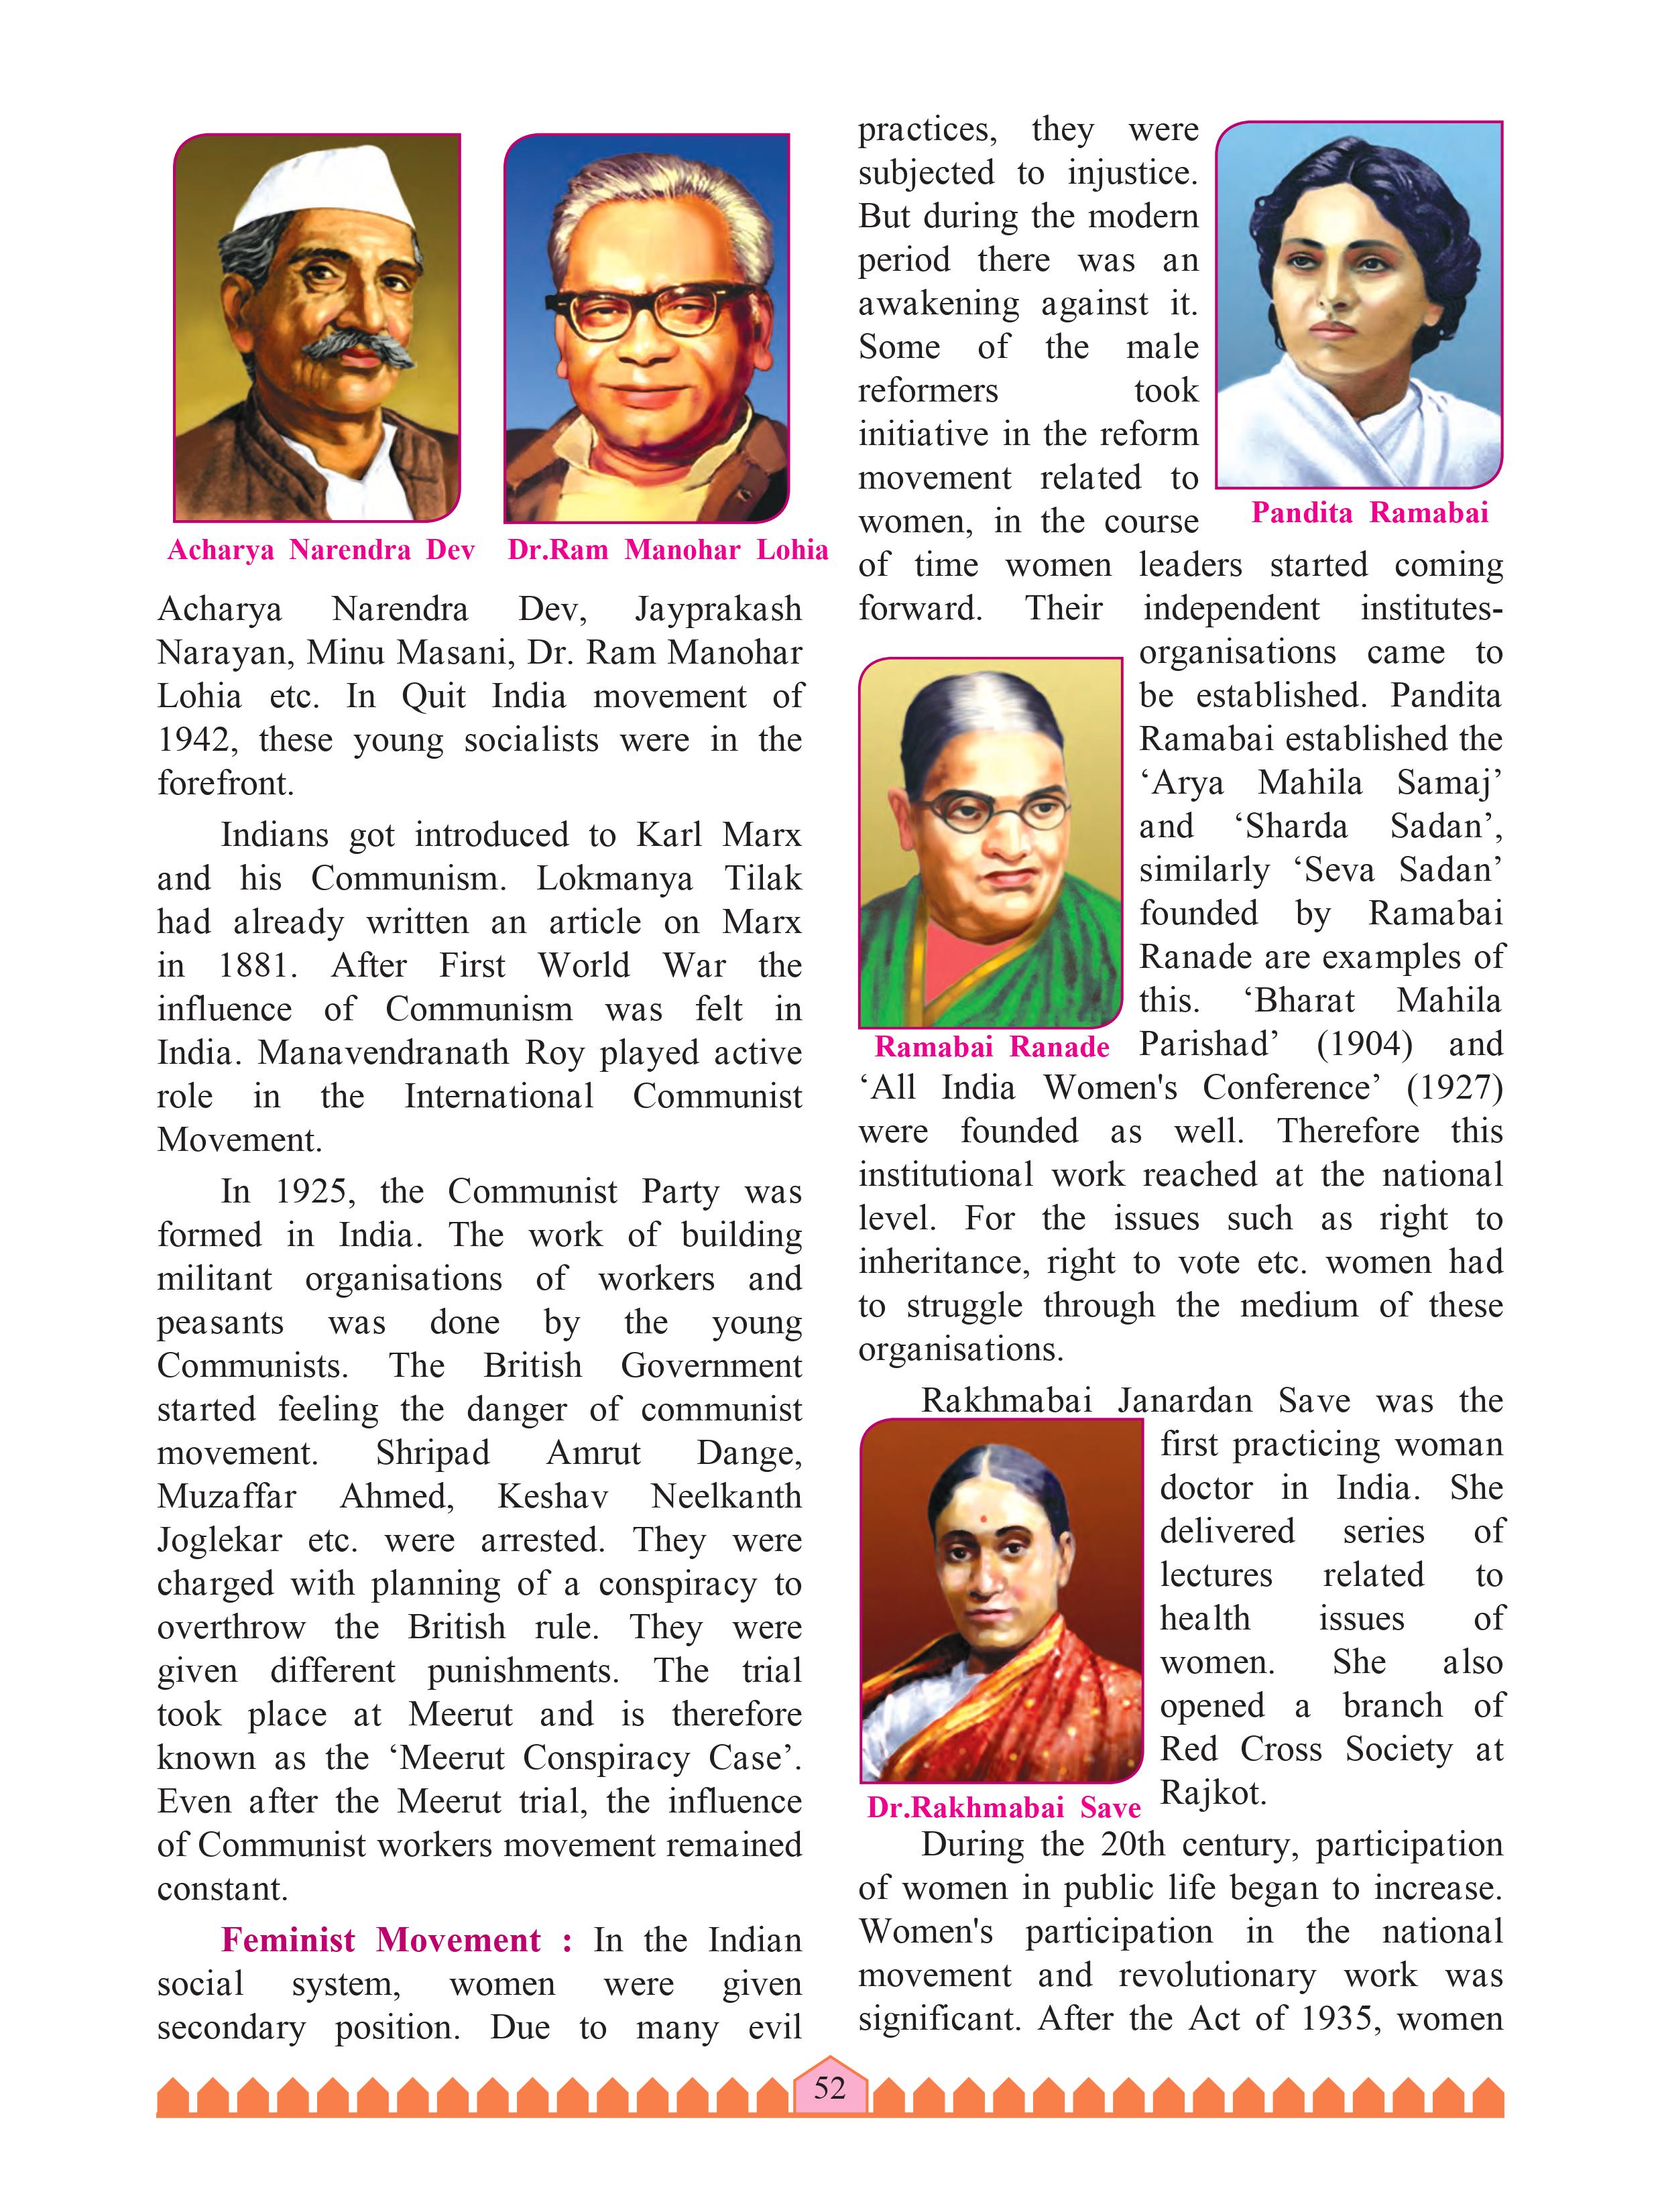 Acharya Narendra Dev
Dr.Ram Manohar Lohia
Acharya Narendra Dev, Jayprakash
Narayan, Minu Masani, Dr. Ram Manohar
Lohia etc. In Quit India movement of
1942, these young socialists were in the
forefront.
Indians got introduced to Karl Marx
and his Communism. Lokmanya Tilak
had already written an article on Marx
in 1881. After First World War the
influence of Communism was felt in
India. Manavendranath Roy played active
role in the International Communist
Movement.
In 1925, the Communist Party was
formed in India. The work of building
militant organisations of workers and
peasants was done by the young
Communists. The British Government
started feeling the danger of communist
movement. Shripad Amrut Dange,
Muzaffar Ahmed, Keshav Neelkanth
Joglekar etc. were arrested. They were
charged with planning of a conspiracy to
overthrow the British rule. They were
given different punishments. The trial
took place at Meerut and is therefore
known as the ‘Meerut Conspiracy Case’.
Even after the Meerut trial, the influence
of Communist workers movement remained
constant.
Feminist Movement : In the Indian
social system, women were given
secondary position. Due to many evil
practices, they were
subjected to injustice.
But during the modern
period there was an
awakening against it.
Some of the male
reformers took
initiative in the reform
movement related to
women, in the course
Pandita Ramabai
of time women leaders started coming
forward. Their independent institutes-
organisations came to
be established. Pandita
Ramabai established the
‘Arya Mahila Samaj’
and ‘Sharda Sadan’,
similarly ‘Seva Sadan’
founded by Ramabai
Ranade are examples of
this. ‘Bharat Mahila
Ramabai Ranade
Parishad’ (1904) and
‘All India Women's Conference’ (1927)
were founded as well. Therefore this
institutional work reached at the national
level. For the issues such as right to
inheritance, right to vote etc. women had
to struggle through the medium of these
organisations.
Rakhmabai Janardan Save was the
first practicing woman
doctor in India. She
delivered series of
lectures related to
health issues of
women. She also
opened a branch of
Red Cross Society at
Rajkot.
Dr.Rakhmabai Save
During the 20th century, participation
of women in public life began to increase.
Women's participation in the national
movement and revolutionary work was
significant. After the Act of 1935, women
52